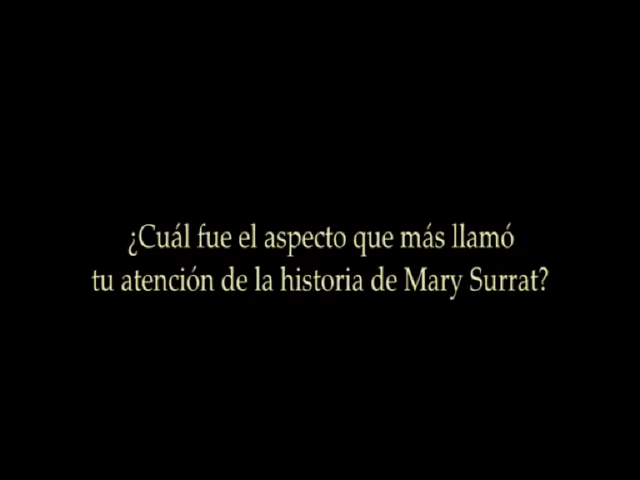 ¿Cuál fue el aspecto que más llamó
tu atención de la historia de Mary Surrat?